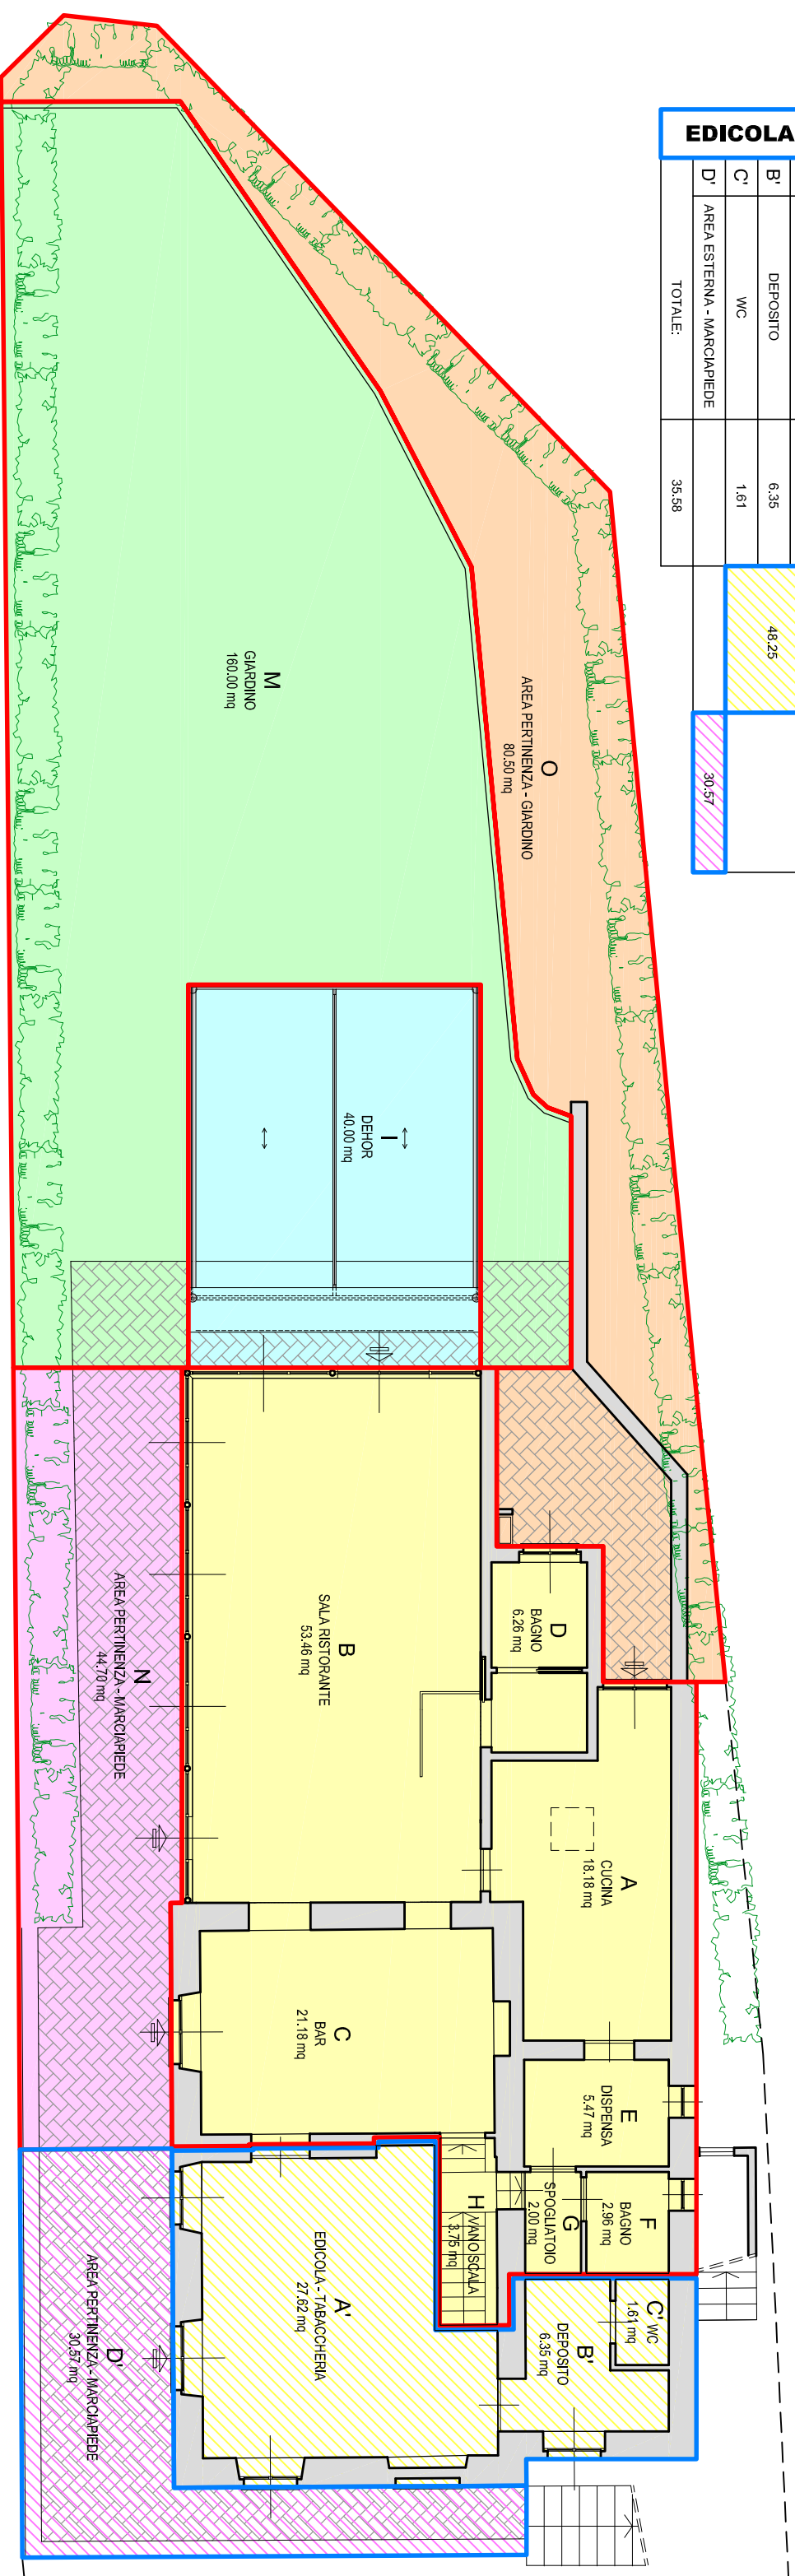 EDICOLA
B' DEPOSITO 6.35 48.25
C' WC 1.61
D' AREA ESTERNA - MARCIAPIEDE 30.57
TOTALE: 35.58
M
GIARDINO
160.00 mq
O
AREA PERTINENZA - GIARDINO
80.50 mq
I
DEHOR
40.00 mq
D
BAGNO
6.26 mq
B
SALA RISTORANTE
53.46 mq
N
AREA PERTINENZA - MARCIAPIEDE
44.70 mq
A
CUCINA
18.18 mq
C
BAR
21.18 mq
E
DISPENSA
5.47 mq
F
BAGNO
2.96 mq
G
SPOGLIATOIO
2.00 mq
H VANO SCALA
3.75 mq
C' WC
1.61 mq
B'
DEPOSITO
6.35 mq
A'
EDICOLA - TABACCHERIA
27.62 mq
D'
AREA PERTINENZA - MARCIAPIEDE
30.57 mq